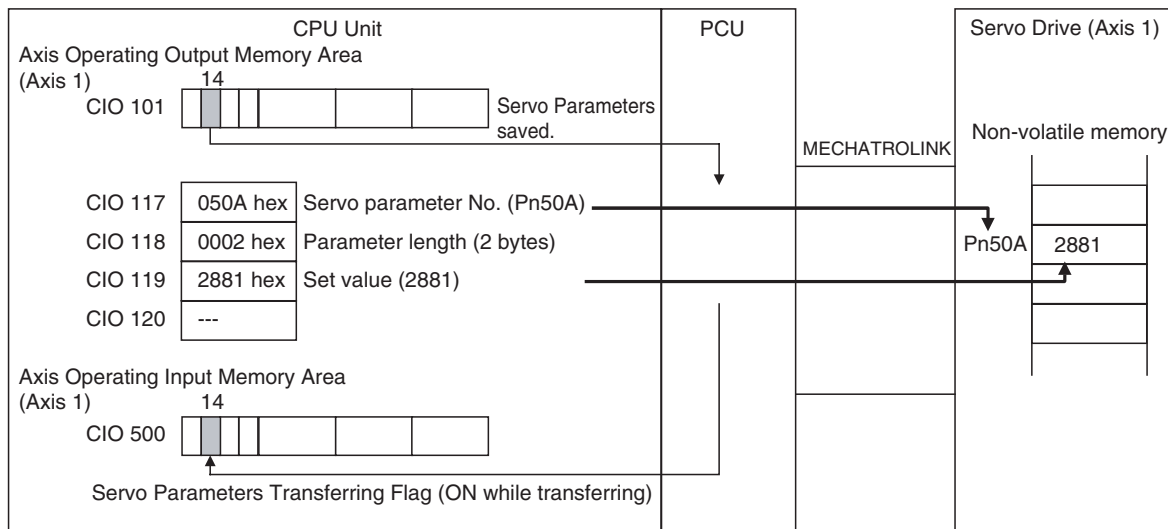 CPU Unit
PCU
Servo Drive (Axis 1)
Axis Operating Output Memory Area
(Axis 1)
14
CIO 101
Servo Parameters
saved.
Non-volatile memory
MECHATROLINK
CIO 117
050A hex
Servo parameter No. (Pn50A)
CIO 118
0002 hex
Parameter length (2 bytes)
Pn50A
2881
CIO 119
2881 hex
Set value (2881)
CIO 120
---
Axis Operating Input Memory Area
(Axis 1)
14
CIO 500
Servo Parameters Transferring Flag (ON while transferring)